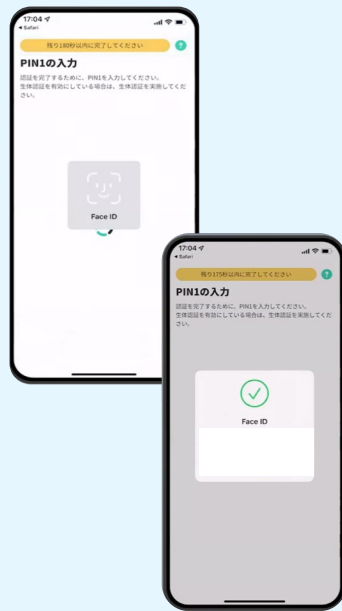 17:04
◀ Safari
残り180秒以内に完了してください
?
PIN1の入力
認証を完了するために、PIN1を入力してください。
生体認証を有効にしている場合は、生体認証を実施してくだ
さい。
Face ID
17:04
◀ Safari
残り175秒以内に完了してください
?
PIN1の入力
認証を完了するために、PIN1を入力してください。
生体認証を有効にしている場合は、生体認証を実施してくだ
さい。
Face ID